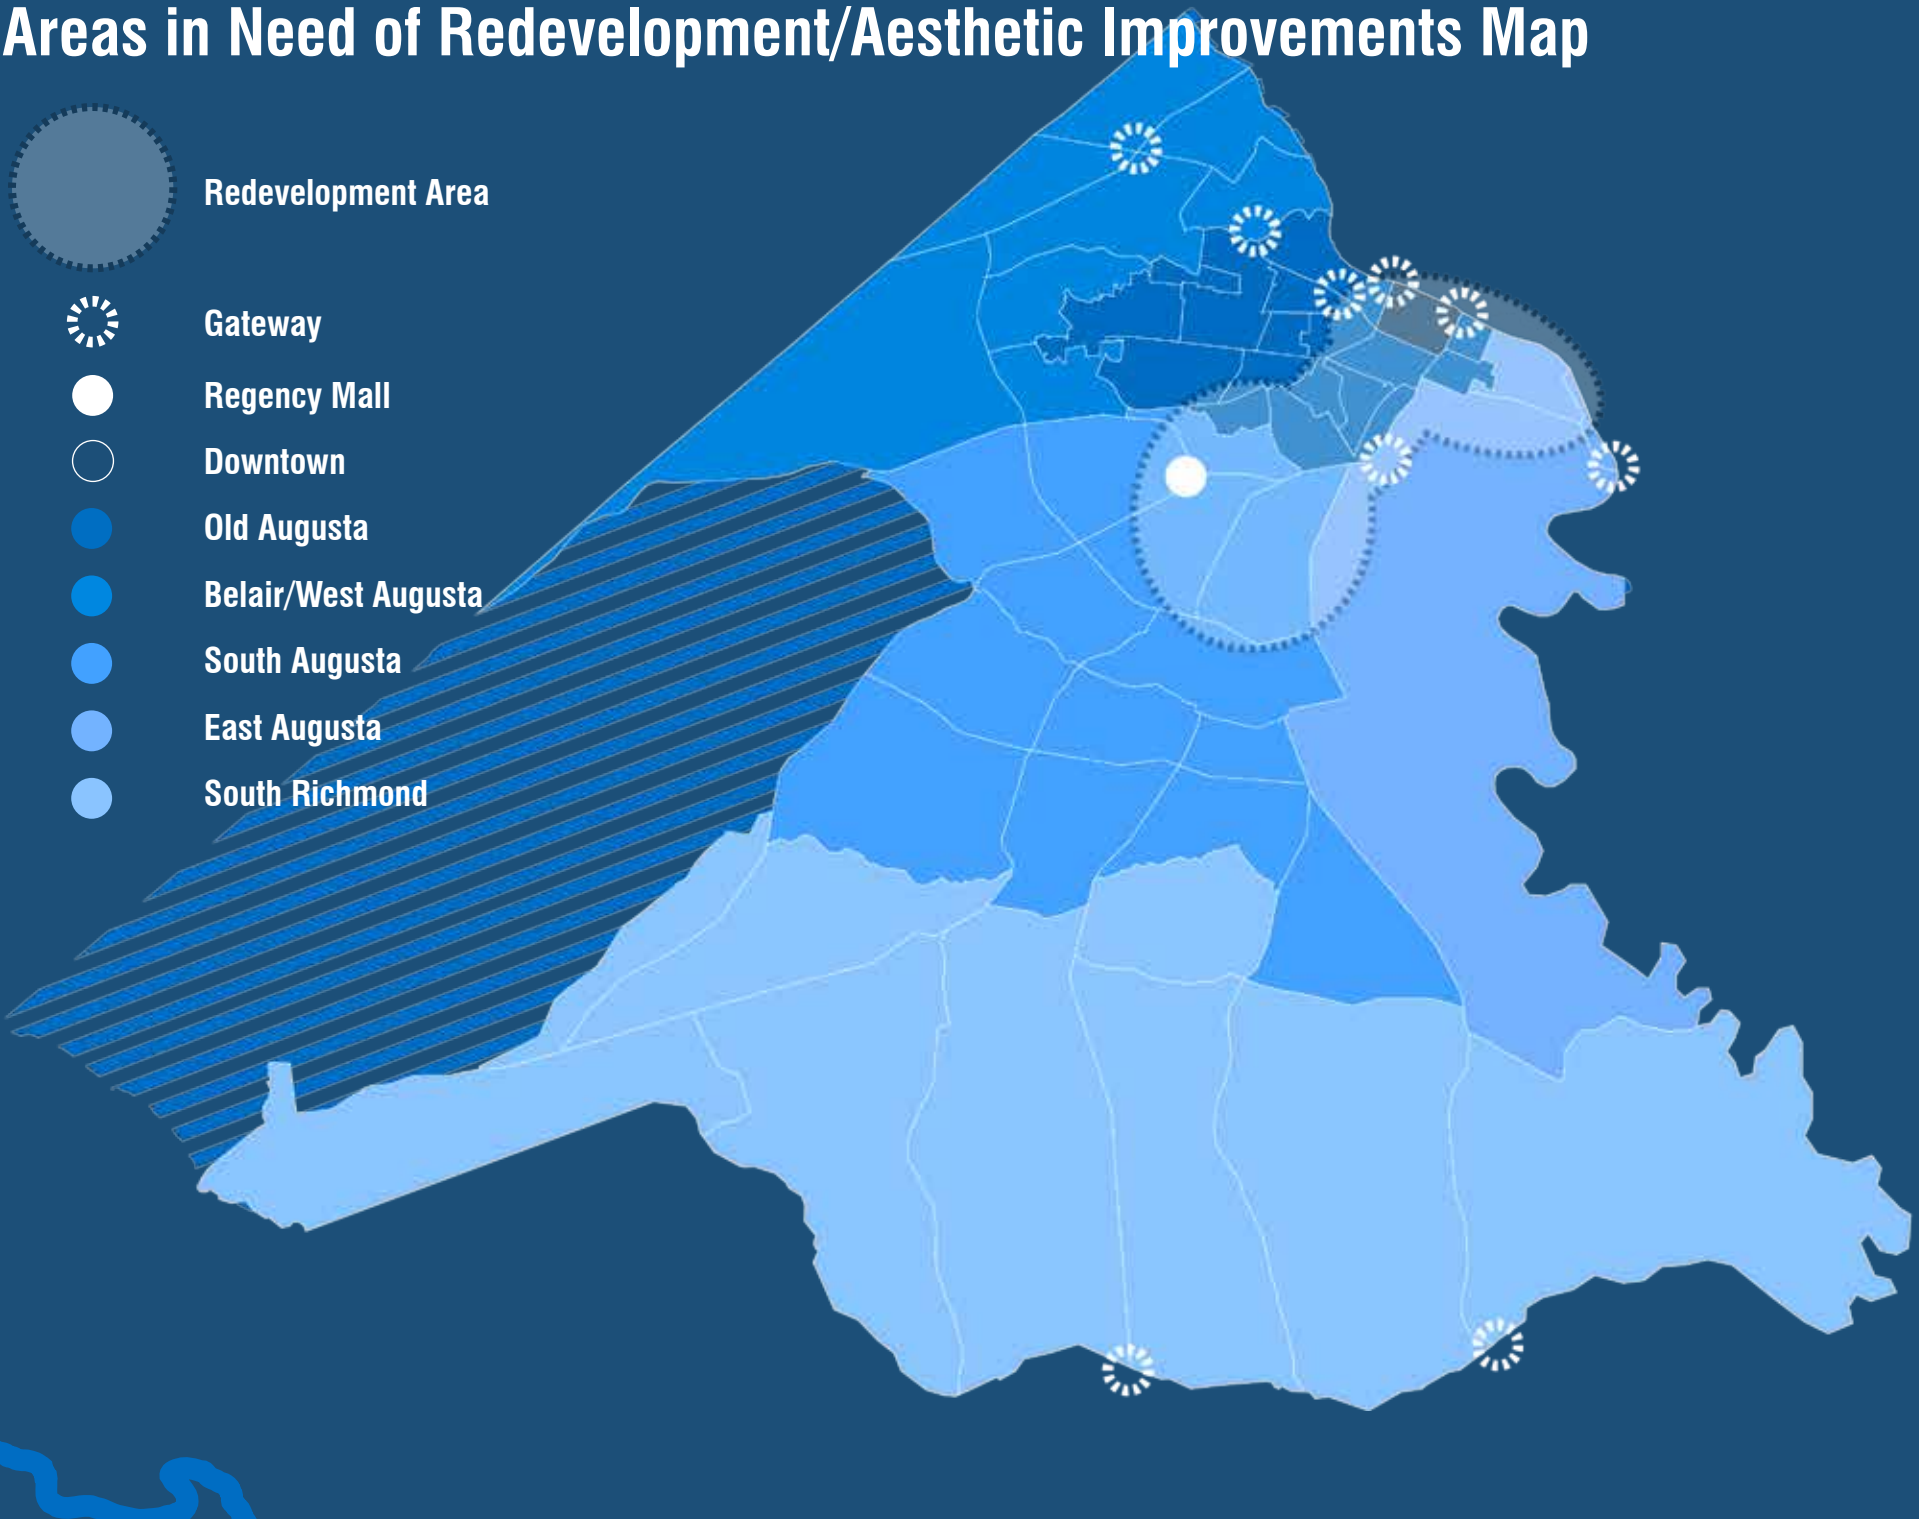 Areas in Need of Redevelopment/Aesthetic Improvements Map
Redevelopment Area
Gateway
Regency Mall
Downtown
Old Augusta
Belair/West Augusta
South Augusta
East Augusta
South Richmond